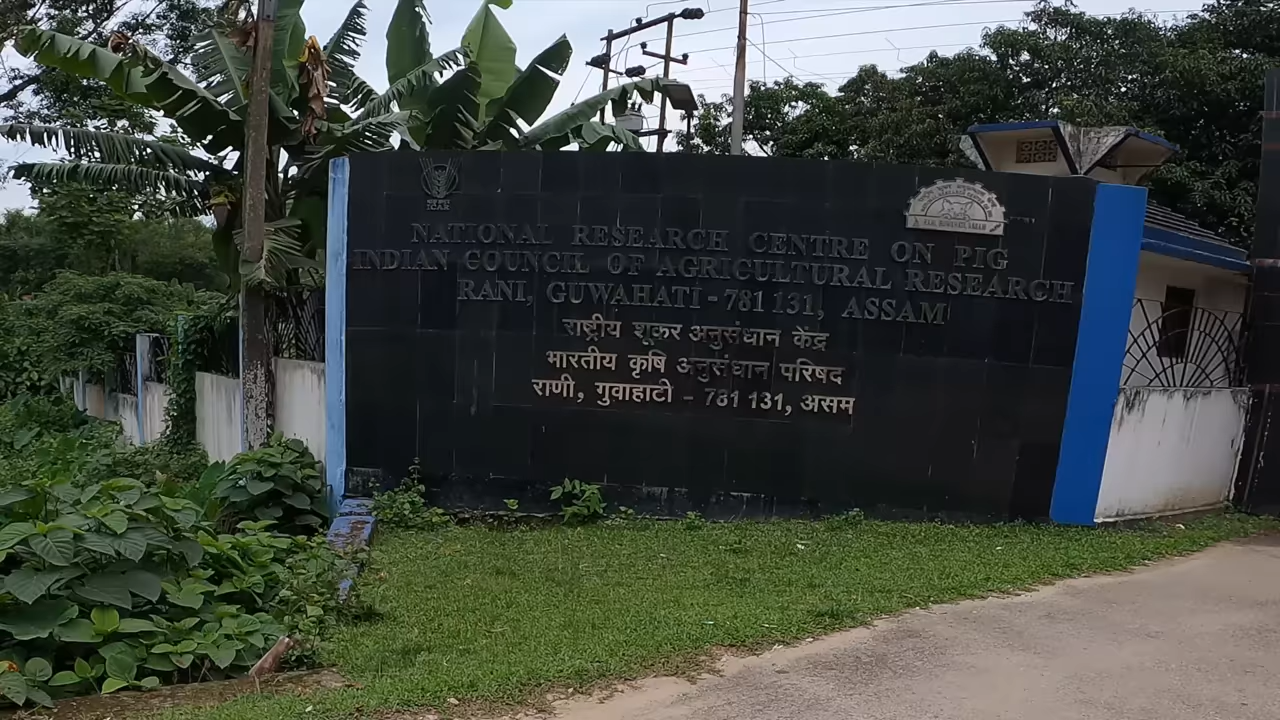 ICAR
NATIONAL RESEARCH CENTRE ON PIG
INDIAN COUNCIL OF AGRICULTURAL RESEARCH
RANI, GUWAHATI - 781 131, ASSAM
राष्ट्रीय शूकर अनुसंधान केंद्र
भारतीय कृषि अनुसंधान परिषद
राणी, गुवाहाटी - 781 131, असम